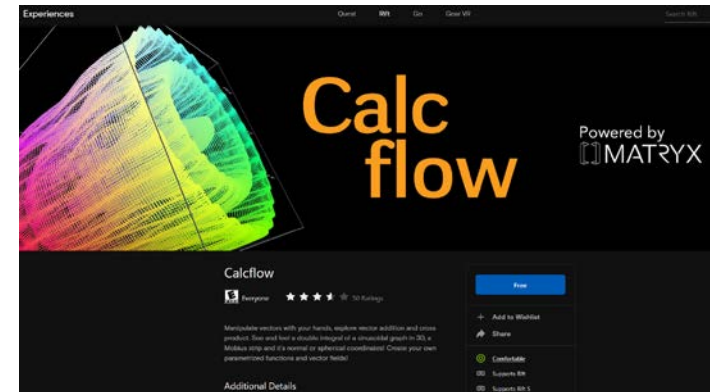 Experiences
Quest
Rift
Go
Gear VR
Search Rift
Calc
flow
Powered by
MATRYX
Calcflow
Everyone
50 Ratings
Free
Add to Wishlist
Share
Manipulate vectors with your hands, explore vector addition and cross
product. See and feel a double integral of a sinusoidal graph in 3D, a
Mobius strip and it's normal or spherical coordinates! Create your own
parametrized functions and vector fields!
Comfortable
Supports Rift
Supports Rift S
Additional Details